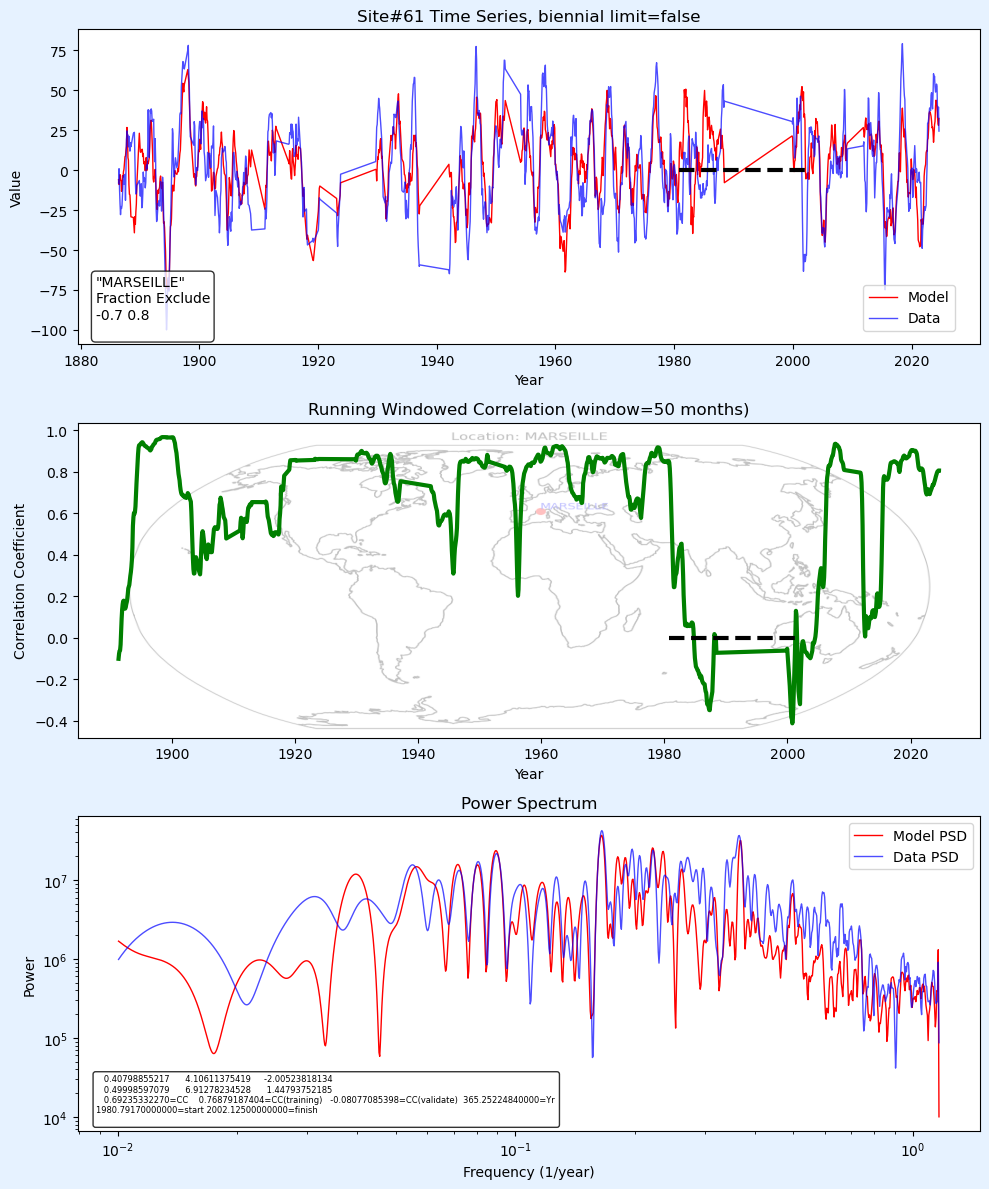 Site#61 Time Series, biennial limit=false
Value
75
50
25
0
−25
−50
−75
−100
"MARSEILLE"
Fraction Exclude
-0.7 0.8
Model
Data
1880 1900 1920 1940 1960 1980 2000 2020
Year
Running Windowed Correlation (window=50 months)
Location: MARSEILLE
MARSEILLE
Correlation Coefficient
1.0
0.8
0.6
0.4
0.2
0.0
−0.2
−0.4
1900 1920 1940 1960 1980 2000 2020
Year
Power Spectrum
Model PSD
Data PSD
Power
10^7
10^6
10^5
10^4
0.40798855217 4.10611375419 -2.00523818134
0.49998597079 6.91278234528 1.44793752185
0.69235332270=CC 0.76879187404=CC(training) -0.08077085398=CC(validate) 365.25224840000=Yr
1980.79170000000=start 2002.12500000000=finish
10^−2 10^−1 10^0
Frequency (1/year)